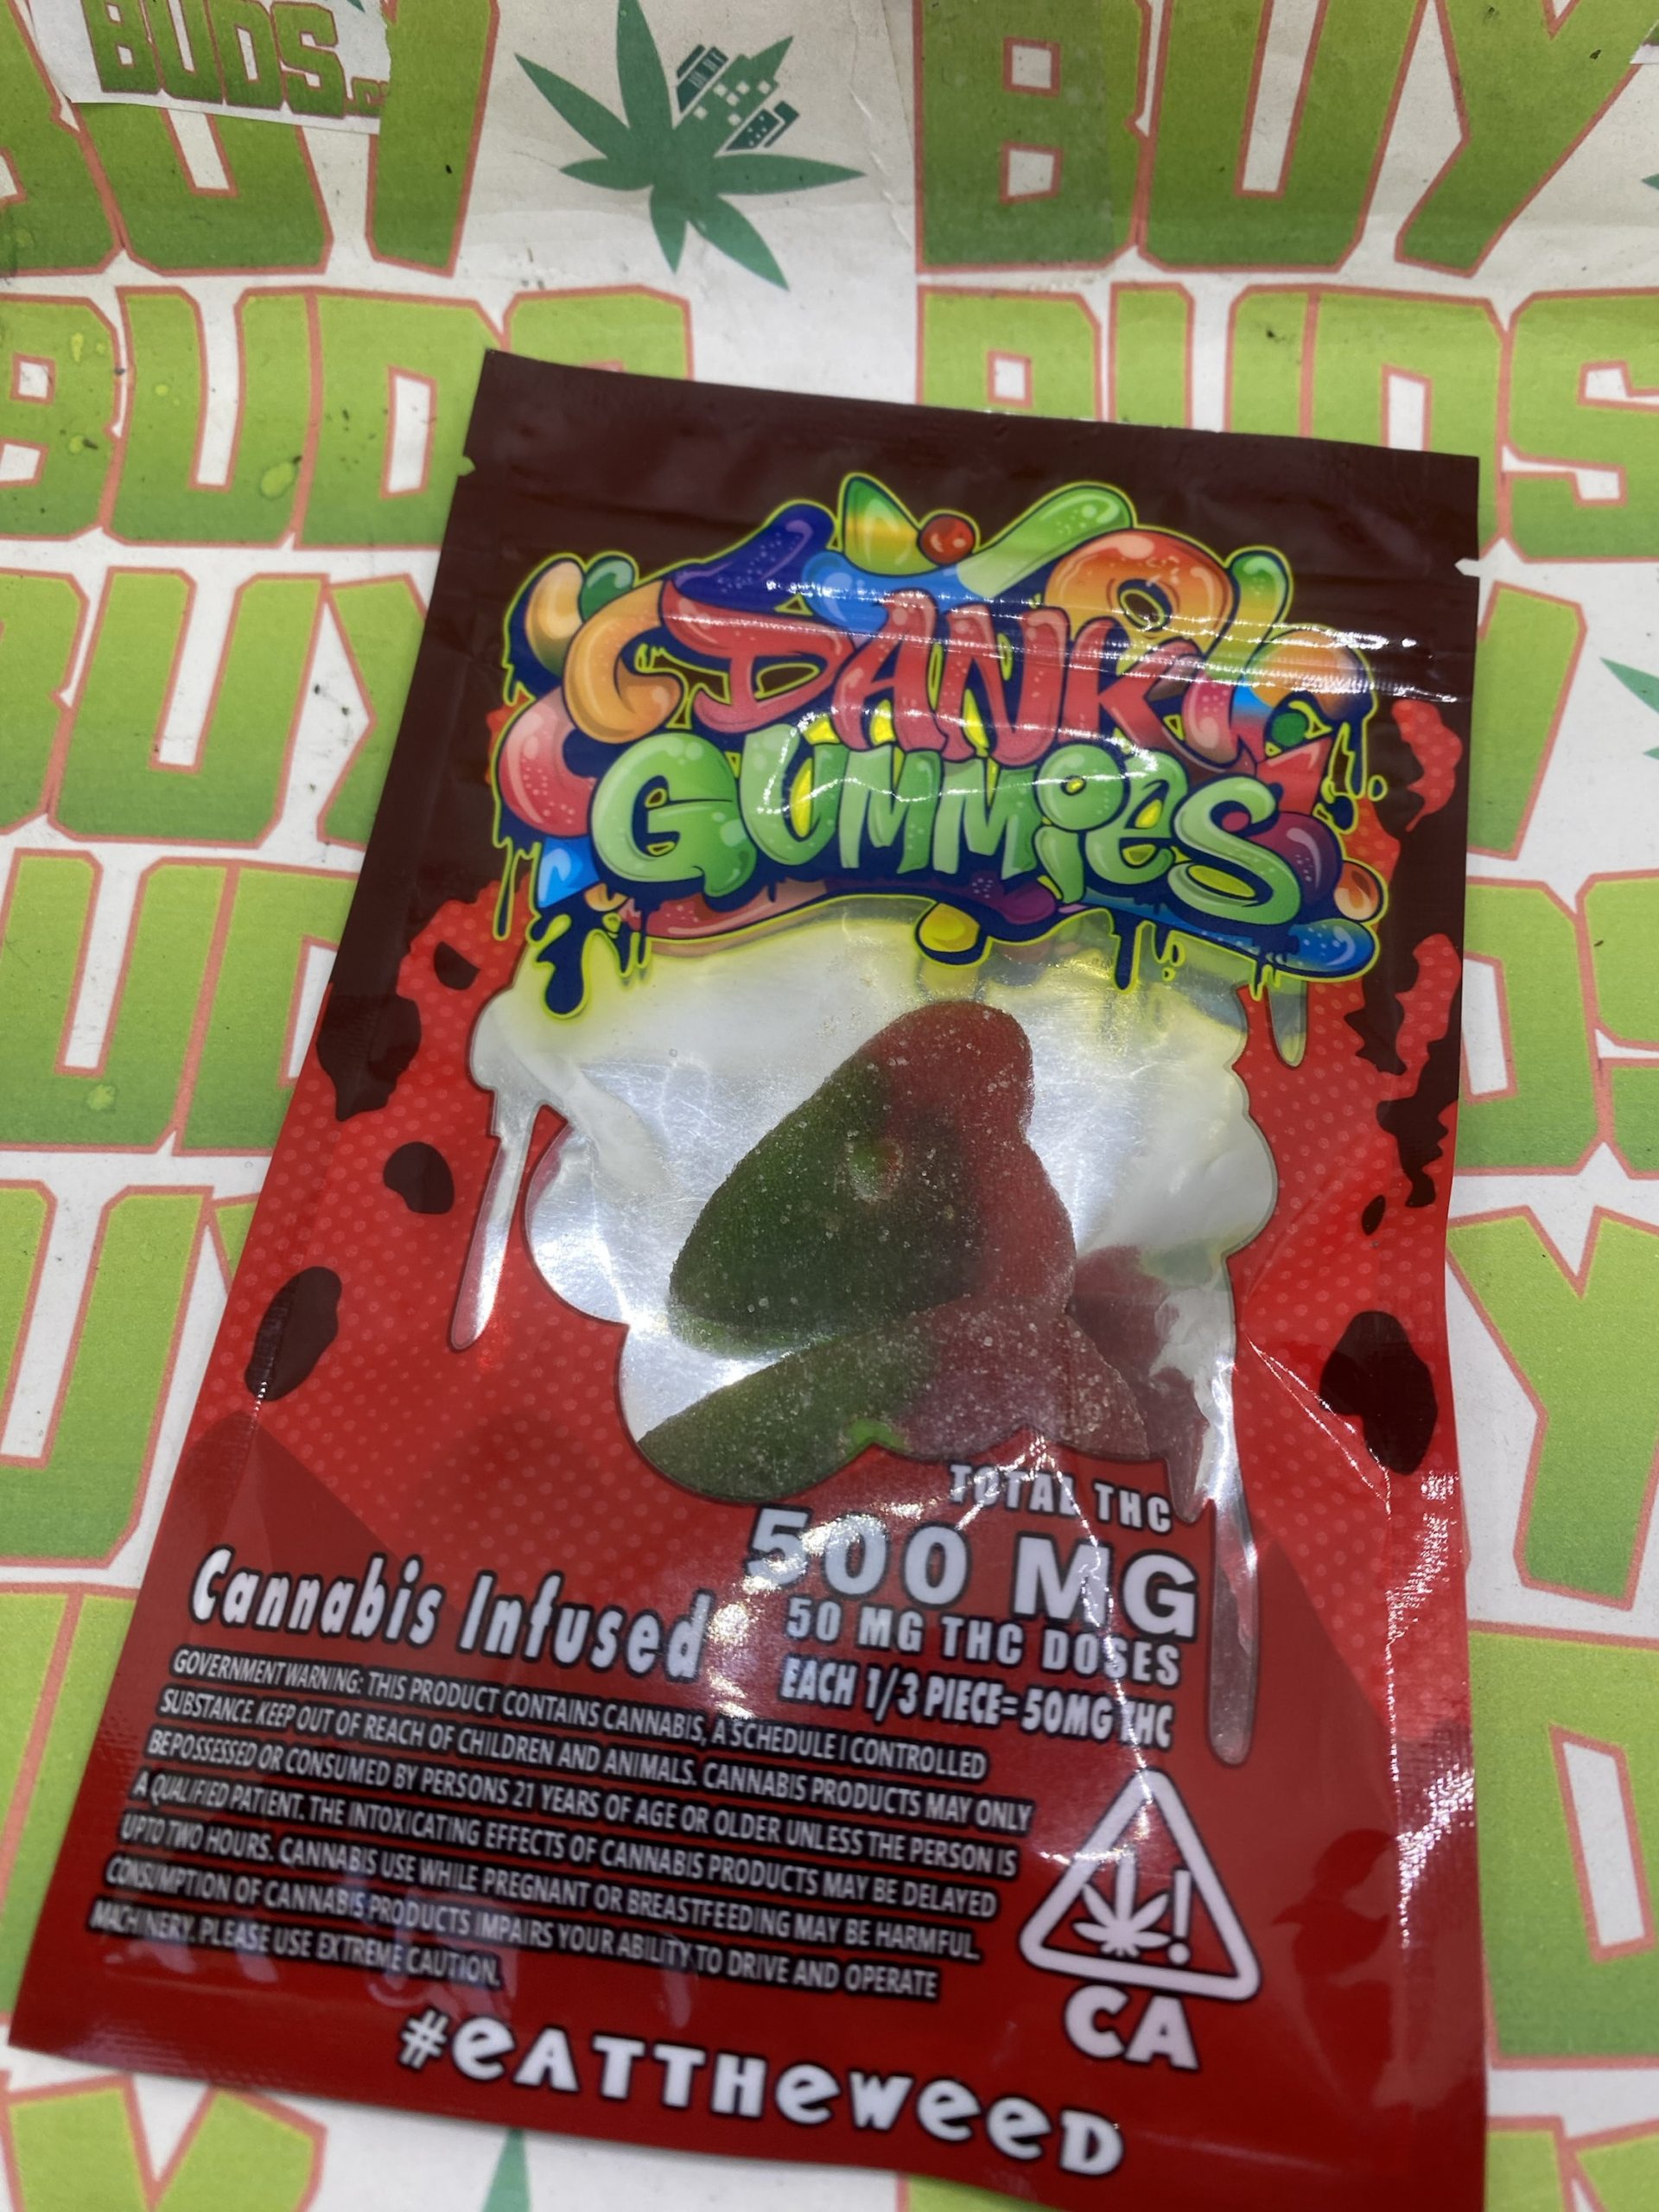 BUDS
BUY
BUDS
BUDS
BUY
DANK
GUMMIES
TOTAL THC
500 MG
50 MG THC DOSES
EACH 1/3 PIECE= 50MG THC
Cannabis Infused
GOVERNMENT WARNING: THIS PRODUCT CONTAINS CANNABIS, A SCHEDULE I CONTROLLED
SUBSTANCE. KEEP OUT OF REACH OF CHILDREN AND ANIMALS. CANNABIS PRODUCTS MAY ONLY
BE POSSESSED OR CONSUMED BY PERSONS 21 YEARS OF AGE OR OLDER UNLESS THE PERSON IS
A QUALIFIED PATIENT. THE INTOXICATING EFFECTS OF CANNABIS PRODUCTS MAY BE DELAYED
UP TO TWO HOURS. CANNABIS USE WHILE PREGNANT OR BREASTFEEDING MAY BE HARMFUL.
CONSUMPTION OF CANNABIS PRODUCTS IMPAIRS YOUR ABILITY TO DRIVE AND OPERATE
MACHINERY. PLEASE USE EXTREME CAUTION.
CA
#EATTHEWEED